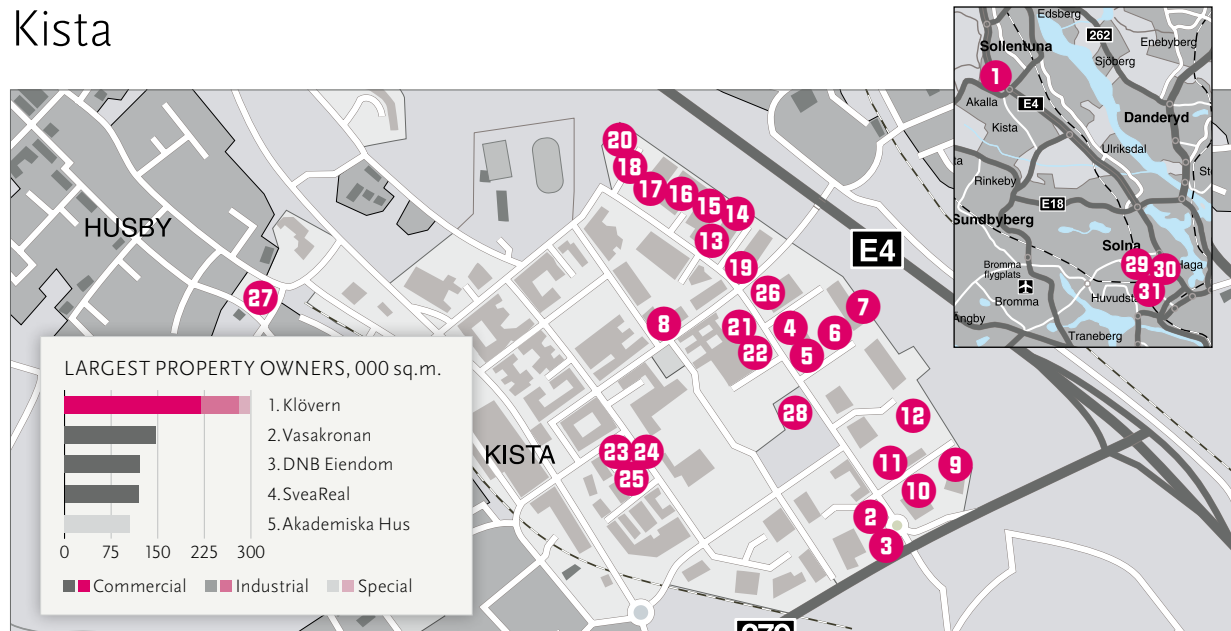 Kista
Edsberg
262
Sollentuna
Enebyberg
Sjöberg
1
Akalla
E4
Danderyd
Kista
Ulriksdal
Rinkeby
E18
Sundbyberg
Solna
29
30
Haga
Bromma
flygplats
31
Bromma
Traneberg
20
18
17
16
15
14
13
E4
HUSBY
19
26
27
7
8
21
4
6
22
5
28
12
KISTA
23
24
25
11
9
10
2
3
LARGEST PROPERTY OWNERS, 000 sq.m.
1. Klövern
2. Vasakronan
3. DNB Eiendom
4. SveaReal
5. Akademiska Hus
0 75 150 225 300
Commercial Industrial Special